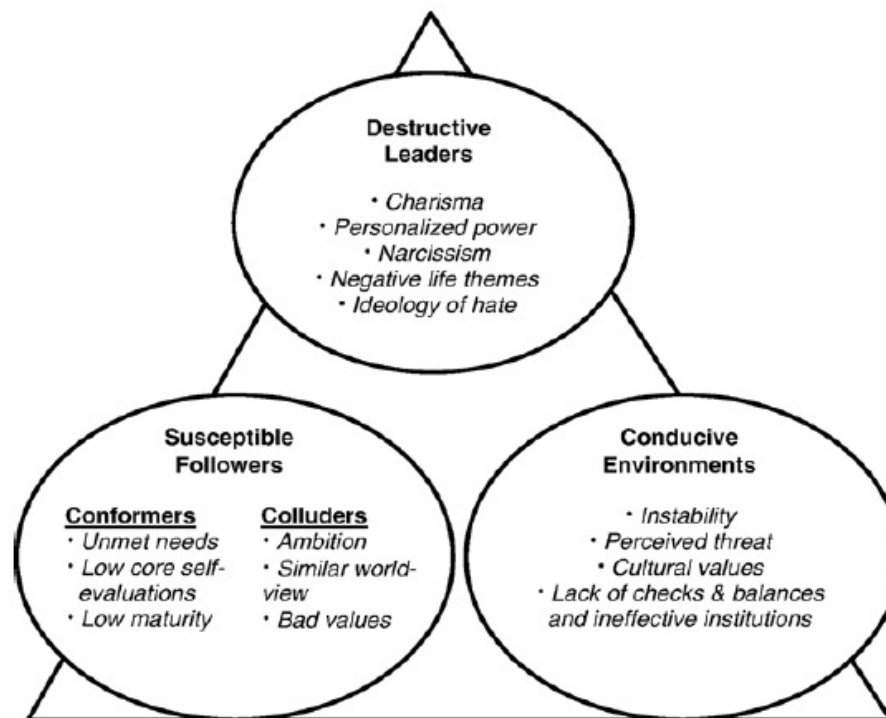 Destructive
Leaders
· Charisma
· Personalized power
· Narcissism
· Negative life themes
· Ideology of hate
Susceptible
Followers
Conformers
· Unmet needs
· Low core self-
evaluations
· Low maturity
Colluders
· Ambition
· Similar world-
view
· Bad values
Conducive
Environments
· Instability
· Perceived threat
· Cultural values
· Lack of checks & balances
and ineffective institutions